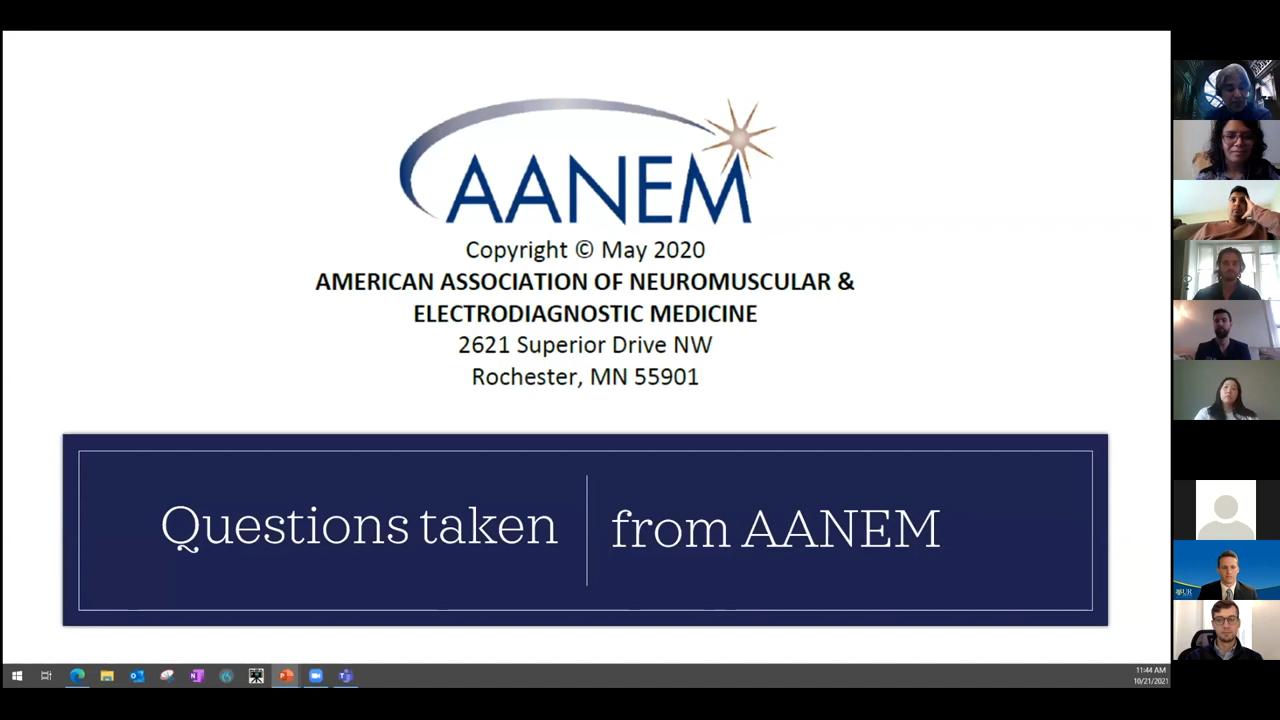 AANEM
Copyright © May 2020
AMERICAN ASSOCIATION OF NEUROMUSCULAR &
ELECTRODIAGNOSTIC MEDICINE
2621 Superior Drive NW
Rochester, MN 55901
Questions taken
from AANEM
UR
11:44 AM
10/21/2021